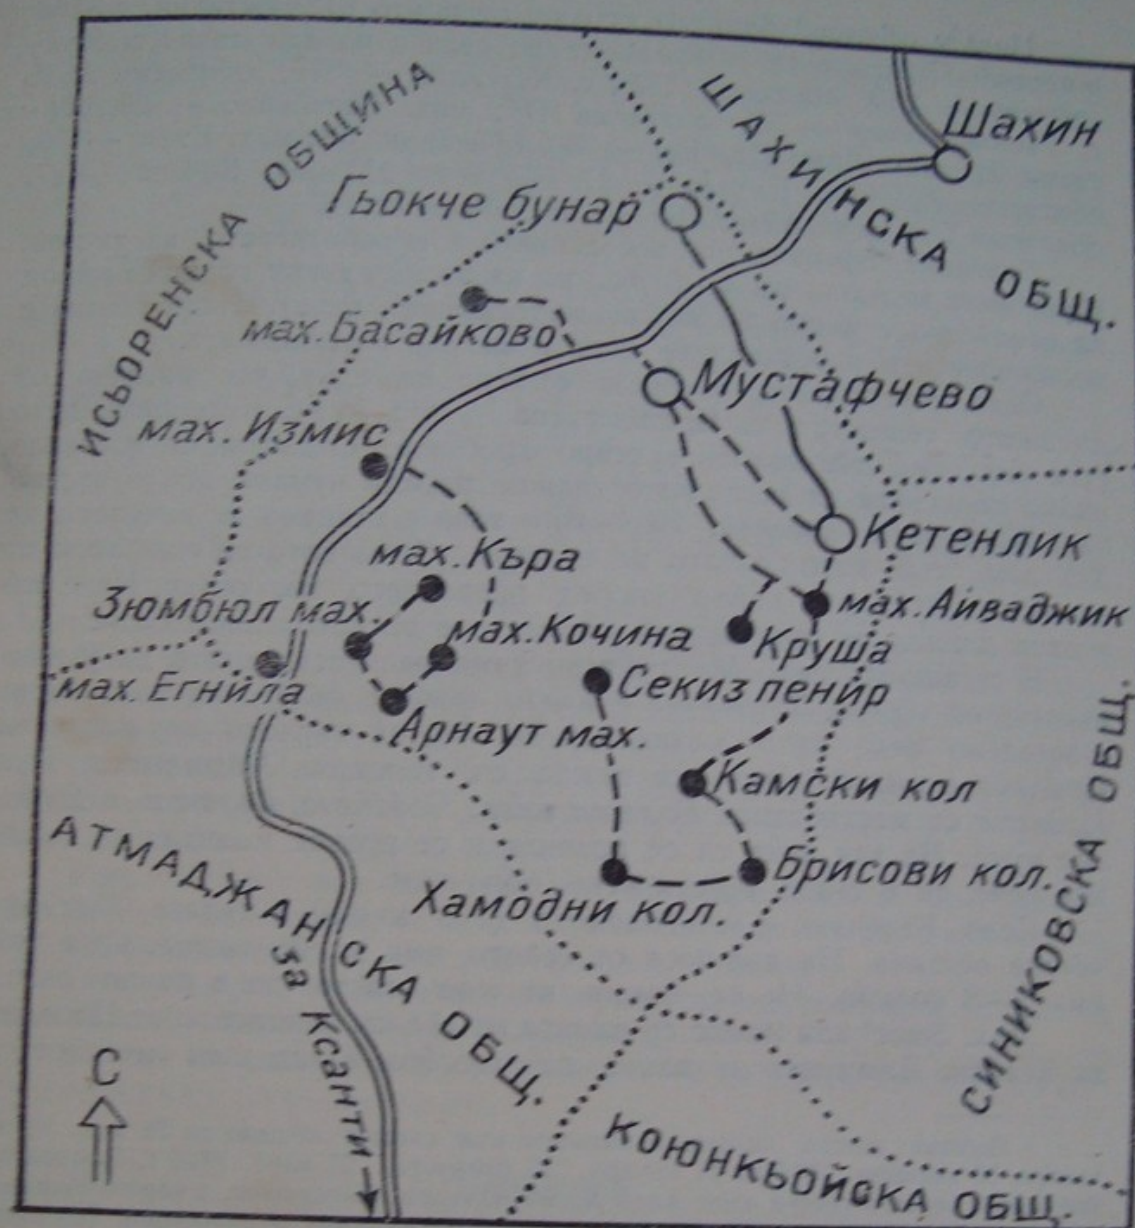 ИСЬОРЕНСКА ОБЩИНА
ШАХИНСКА ОБЩ.
Шахин
Гьокче бунар
мах. Басайково
Мустафчево
мах. Измис
Кетенлик
мах. Къра
Зюмбюл мах.
мах. Айваджик
мах. Кочина
Круша
мах. Егнила
Секиз пенир
Арнаут мах.
Камски кол
Брисови кол.
Хамодни кол.
АТМАДЖАНСКА ОБЩ.
за Ксанти
СИНИКОВСКА ОБЩ.
С
КОЮНКЬОЙСКА ОБЩ.